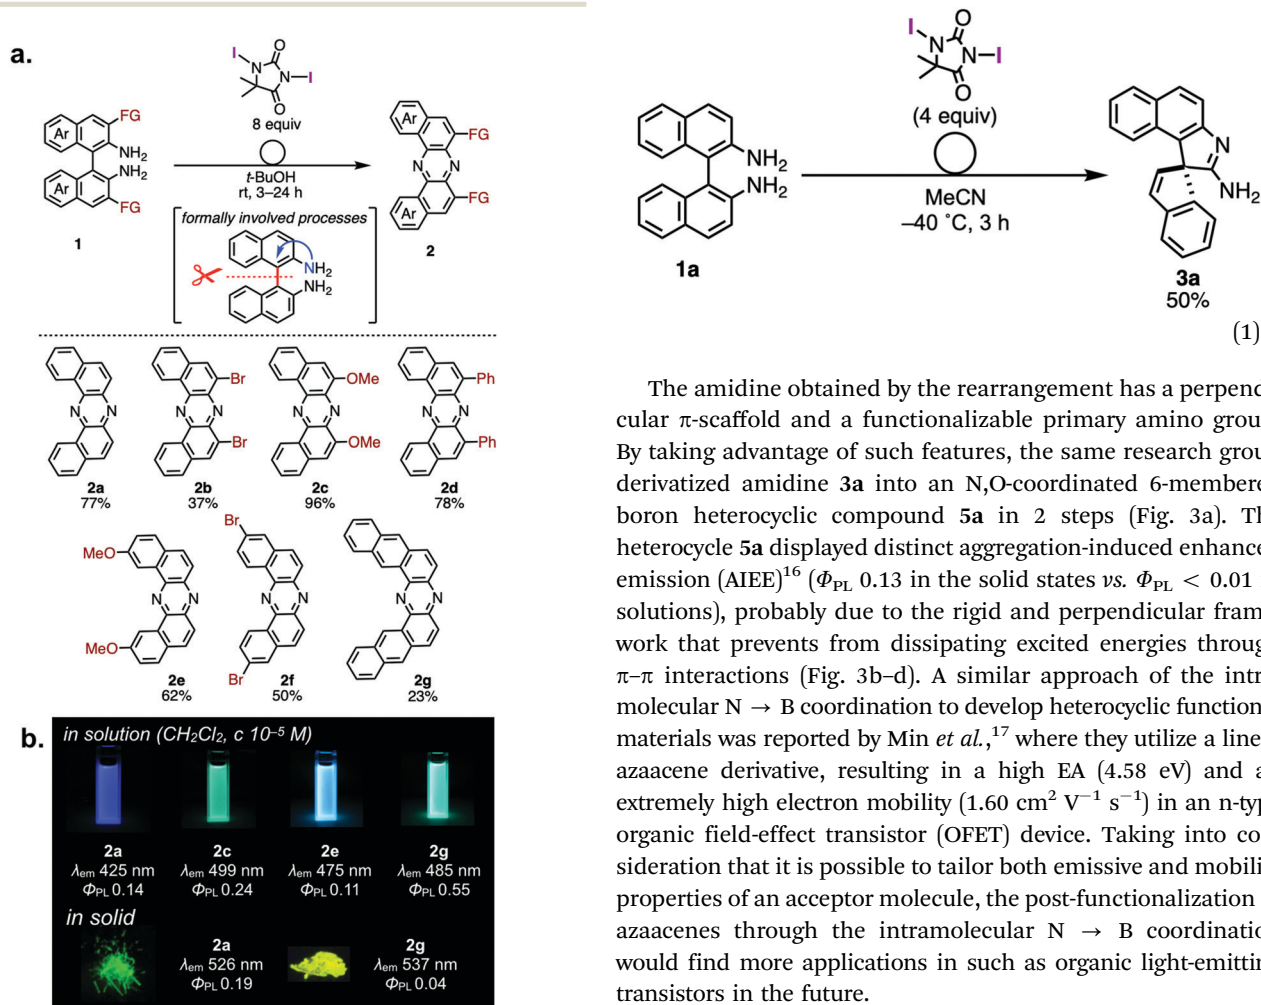 a.
I
N
O
N
I
O
8 equiv
t-BuOH
rt, 3–24 h
Ar
FG
NH2
NH2
Ar
FG
1
formally involved processes
NH2
NH2
Ar
FG
N
N
FG
Ar
2
N
N
2a
77%
Br
N
N
Br
2b
37%
OMe
N
N
OMe
2c
96%
Ph
N
N
Ph
2d
78%
MeO
N
N
MeO
2e
62%
Br
N
N
Br
2f
50%
N
N
2g
23%
b.
in solution (CH2Cl2, c 10–5 M)
2a
λem 425 nm
ΦPL 0.14
2c
λem 499 nm
ΦPL 0.24
2e
λem 475 nm
ΦPL 0.11
2g
λem 485 nm
ΦPL 0.55
in solid
2a
λem 526 nm
ΦPL 0.19
2g
λem 537 nm
ΦPL 0.04
I
N
O
N
I
O
(4 equiv)
MeCN
–40 ˚C, 3 h
NH2
NH2
1a
N
NH2
3a
50%
(1)
The amidine obtained by the rearrangement has a perpend
cular π-scaffold and a functionalizable primary amino grou
By taking advantage of such features, the same research grou
derivatized amidine 3a into an N,O-coordinated 6-membere
boron heterocyclic compound 5a in 2 steps (Fig. 3a). Th
heterocycle 5a displayed distinct aggregation-induced enhance
emission (AIEE)16 (ΦPL 0.13 in the solid states vs. ΦPL < 0.01
solutions), probably due to the rigid and perpendicular fram
work that prevents from dissipating excited energies throug
π–π interactions (Fig. 3b–d). A similar approach of the intr
molecular N → B coordination to develop heterocyclic function
materials was reported by Min et al.,17 where they utilize a line
azaacene derivative, resulting in a high EA (4.58 eV) and a
extremely high electron mobility (1.60 cm2 V−1 s−1) in an n-typ
organic field-effect transistor (OFET) device. Taking into co
sideration that it is possible to tailor both emissive and mobili
properties of an acceptor molecule, the post-functionalization
azaacenes through the intramolecular N → B coordinatio
would find more applications in such as organic light-emittin
transistors in the future.